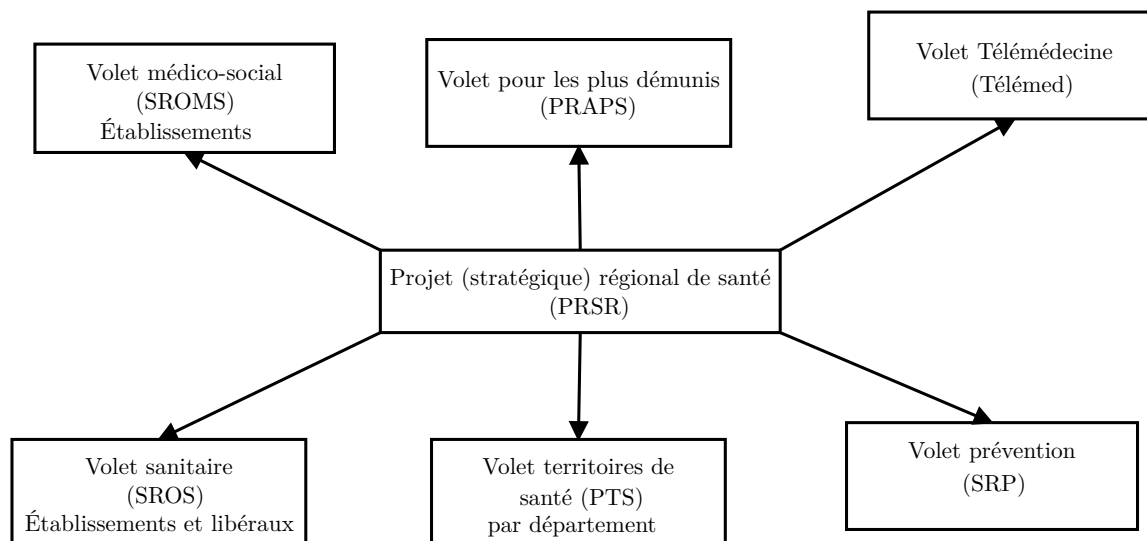 Volet médico-social
(SROMS)
Établissements
Volet pour les plus démunis
(PRAPS)
Volet Télémédecine
(Télémed)
Projet (stratégique) régional de santé
(PRSR)
Volet sanitaire
(SROS)
Établissements et libéraux
Volet territoires de
santé (PTS)
par département
Volet prévention
(SRP)